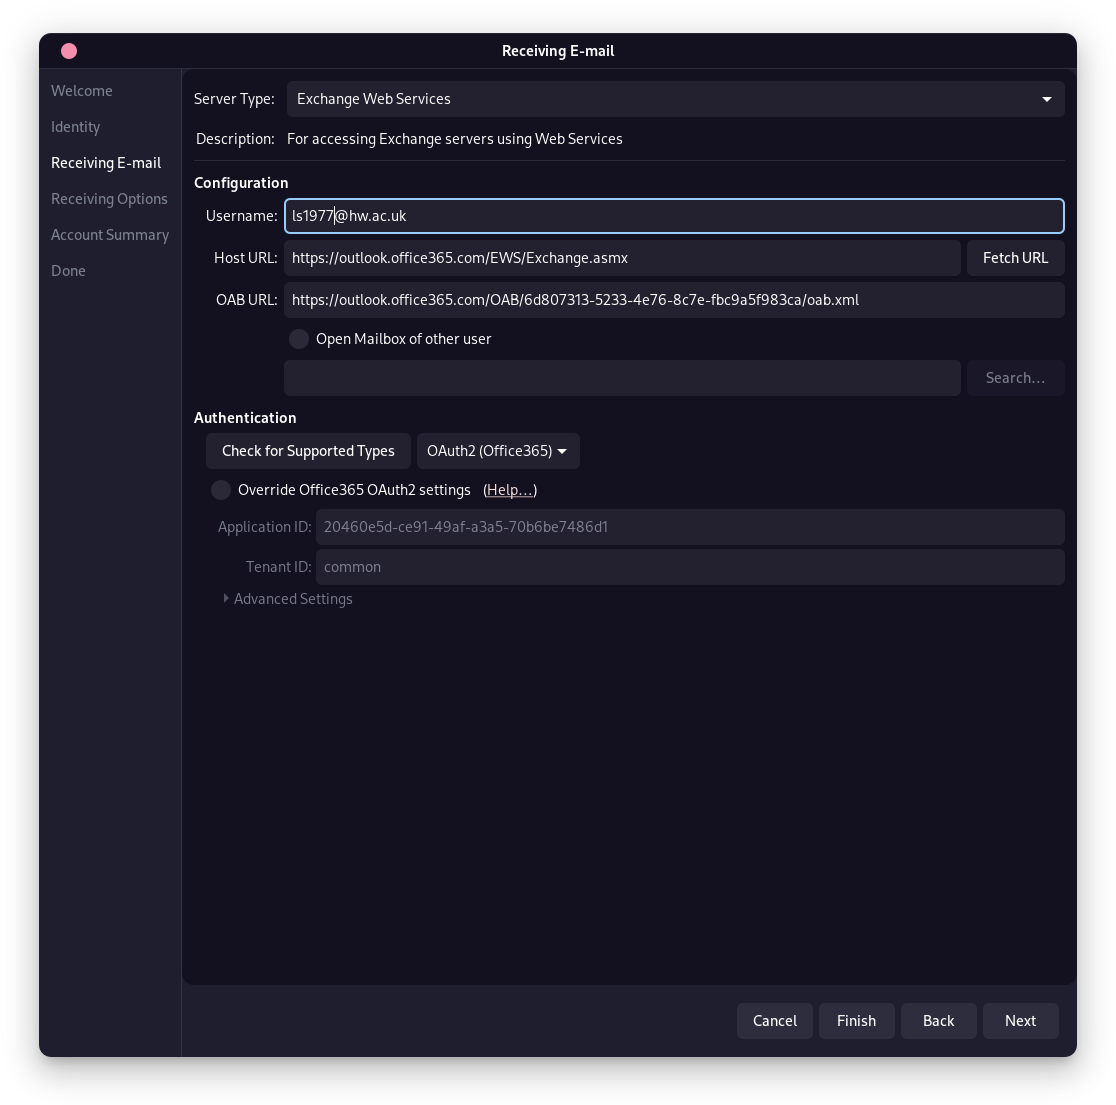 Receiving E-mail
Welcome
Identity
Receiving E-mail
Receiving Options
Account Summary
Done
Server Type: Exchange Web Services
Description: For accessing Exchange servers using Web Services
Configuration
Username: ls1977@hw.ac.uk
Host URL: https://outlook.office365.com/EWS/Exchange.asmx Fetch URL
OAB URL: https://outlook.office365.com/OAB/6d807313-5233-4e76-8c7e-fbc9a5f983ca/oab.xml
Open Mailbox of other user
Search...
Authentication
Check for Supported Types OAuth2 (Office365)
Override Office365 OAuth2 settings (Help...)
Application ID: 20460e5d-ce91-49af-a3a5-70b6be7486d1
Tenant ID: common
Advanced Settings
Cancel Finish Back Next